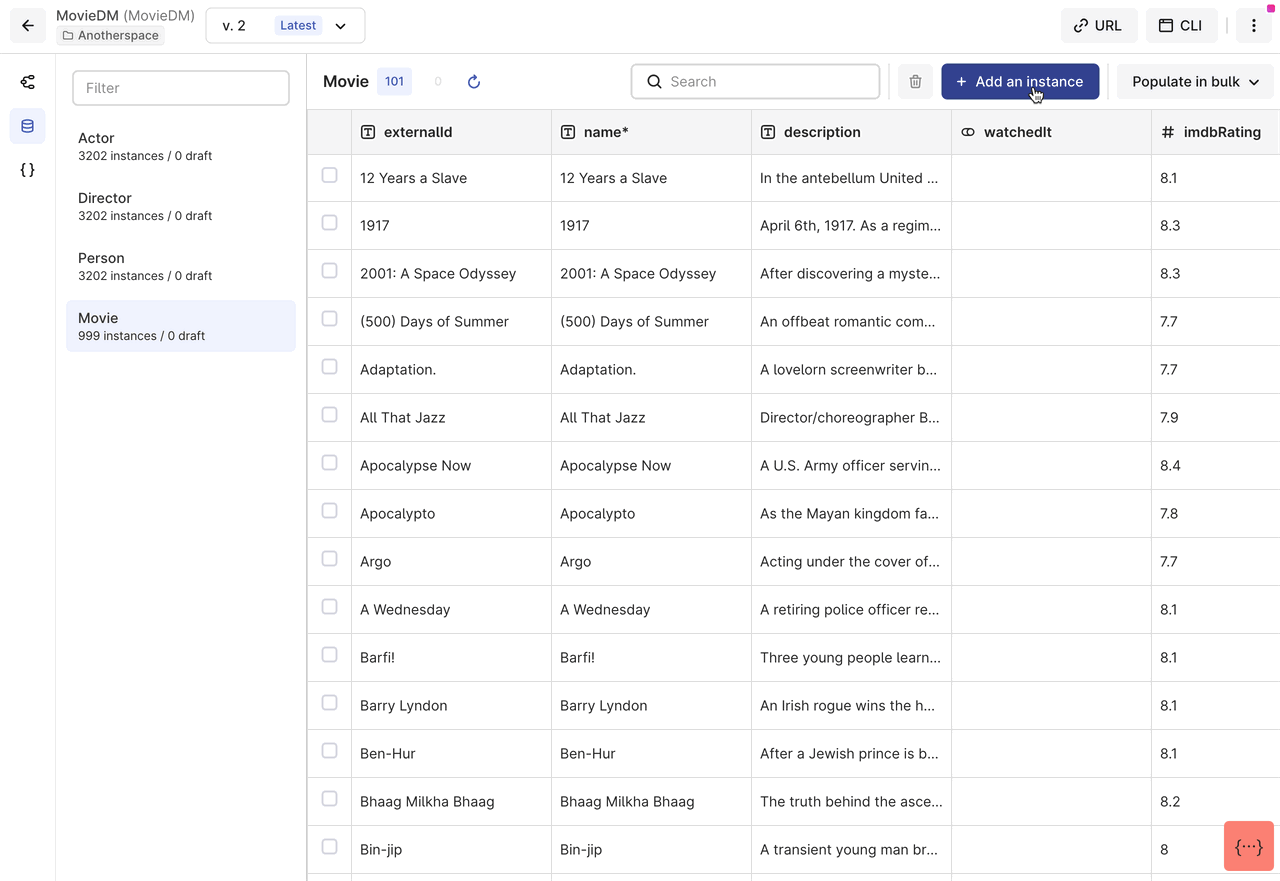 MovieDM (MovieDM)
Anotherspace
v. 2 Latest
URL
CLI
Filter
Actor
3202 instances / 0 draft
Director
3202 instances / 0 draft
Person
3202 instances / 0 draft
Movie
999 instances / 0 draft
Movie 101 0
Search
+ Add an instance
Populate in bulk
externalId name* description watchedIt # imdbRating
12 Years a Slave 12 Years a Slave In the antebellum United ... 8.1
1917 1917 April 6th, 1917. As a regim... 8.3
2001: A Space Odyssey 2001: A Space Odyssey After discovering a myste... 8.3
(500) Days of Summer (500) Days of Summer An offbeat romantic com... 7.7
Adaptation. Adaptation. A lovelorn screenwriter b... 7.7
All That Jazz All That Jazz Director/choreographer B... 7.9
Apocalypse Now Apocalypse Now A U.S. Army officer servin... 8.4
Apocalypto Apocalypto As the Mayan kingdom fa... 7.8
Argo Argo Acting under the cover of... 7.7
A Wednesday A Wednesday A retiring police officer re... 8.1
Barfi! Barfi! Three young people learn... 8.1
Barry Lyndon Barry Lyndon An Irish rogue wins the h... 8.1
Ben-Hur Ben-Hur After a Jewish prince is b... 8.1
Bhaag Milkha Bhaag Bhaag Milkha Bhaag The truth behind the asce... 8.2
Bin-jip Bin-jip A transient young man br... 8
{···}